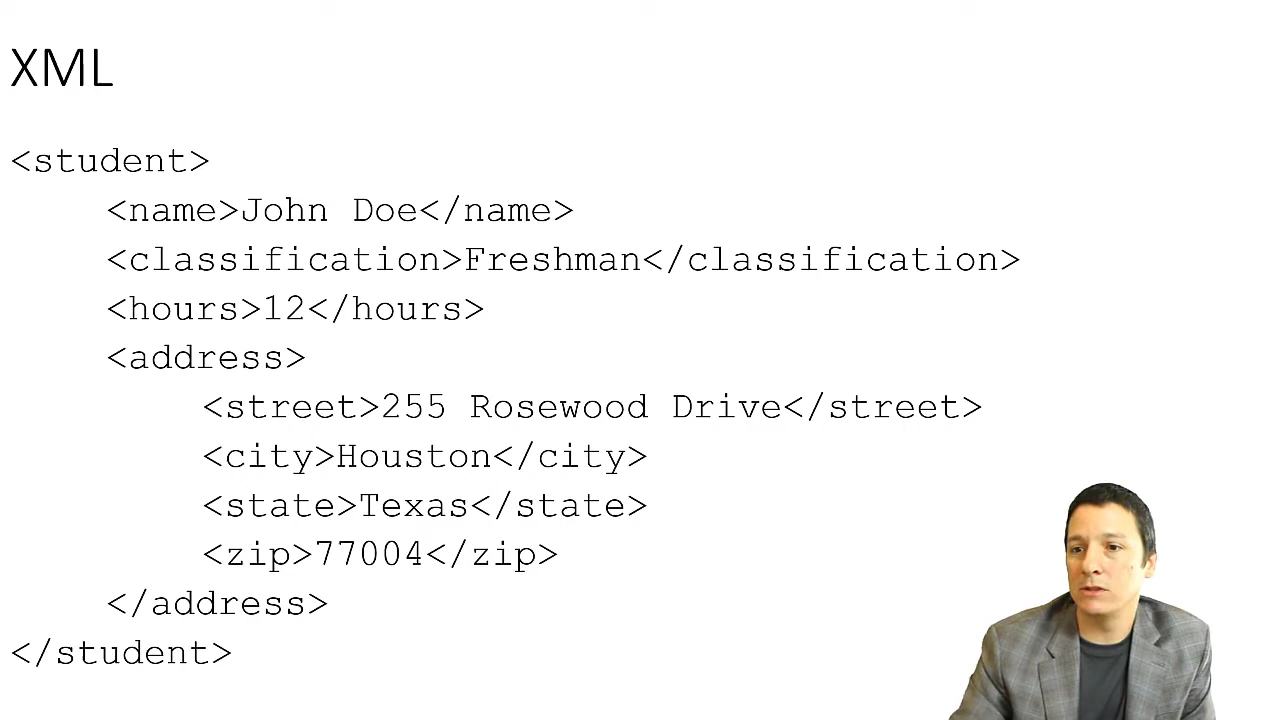 XML
<student>
<name>John Doe</name>
<classification>Freshman</classification>
<hours>12</hours>
<address>
<street>255 Rosewood Drive</street>
<city>Houston</city>
<state>Texas</state>
<zip>77004</zip>
</address>
</student>